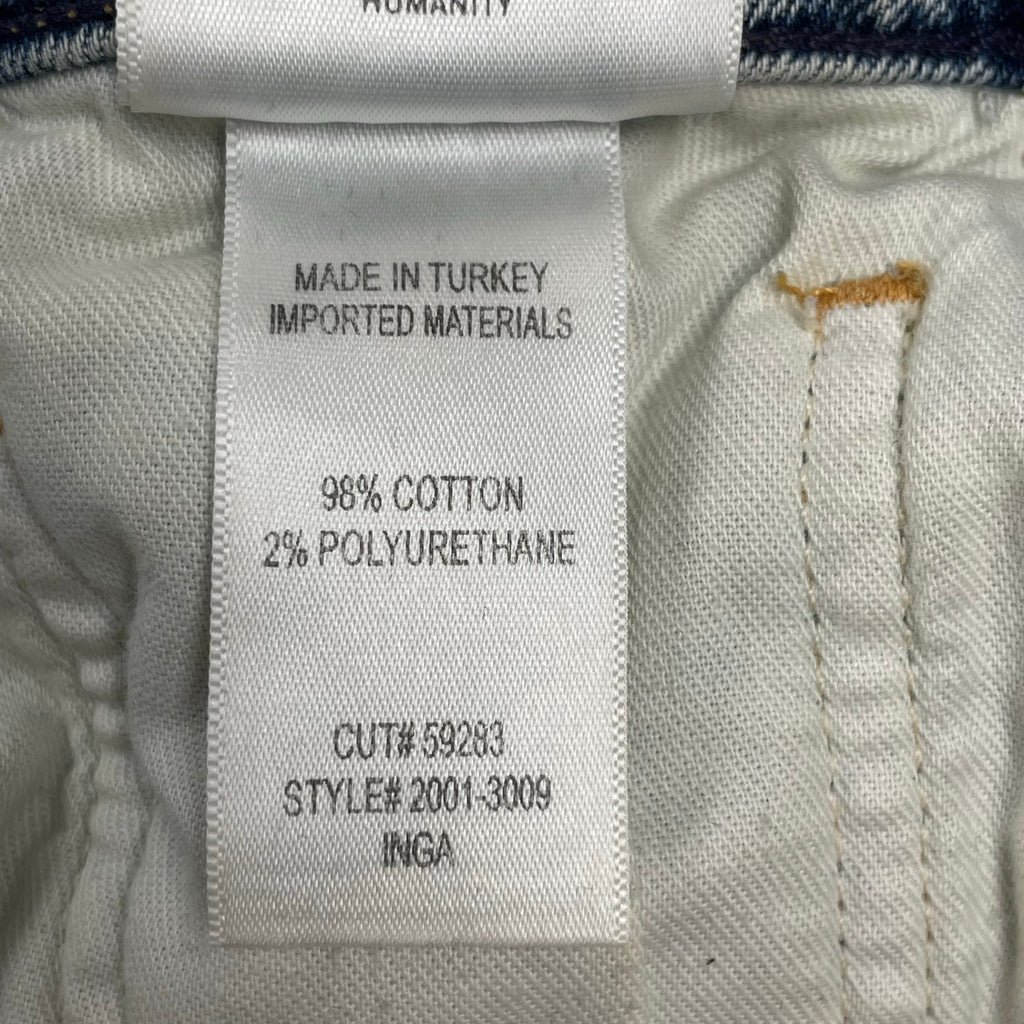 HUMANITY
MADE IN TURKEY
IMPORTED MATERIALS
98% COTTON
2% POLYURETHANE
CUT# 59283
STYLE# 2001-3009
INGA